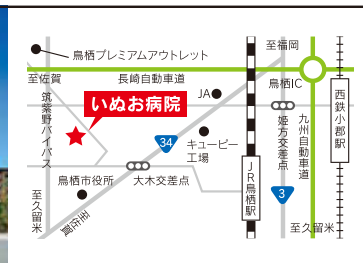 鳥栖プレミアムアウトレット
至福岡
至佐賀
長崎自動車道
鳥栖IC
JA
いぬお病院
筑紫野バイパス
34
キューピー
工場
姫方交差点
九州自動車道
西鉄小郡駅
鳥栖市役所
大木交差点
JR鳥栖駅
3
至久留米
至佐賀
至久留米